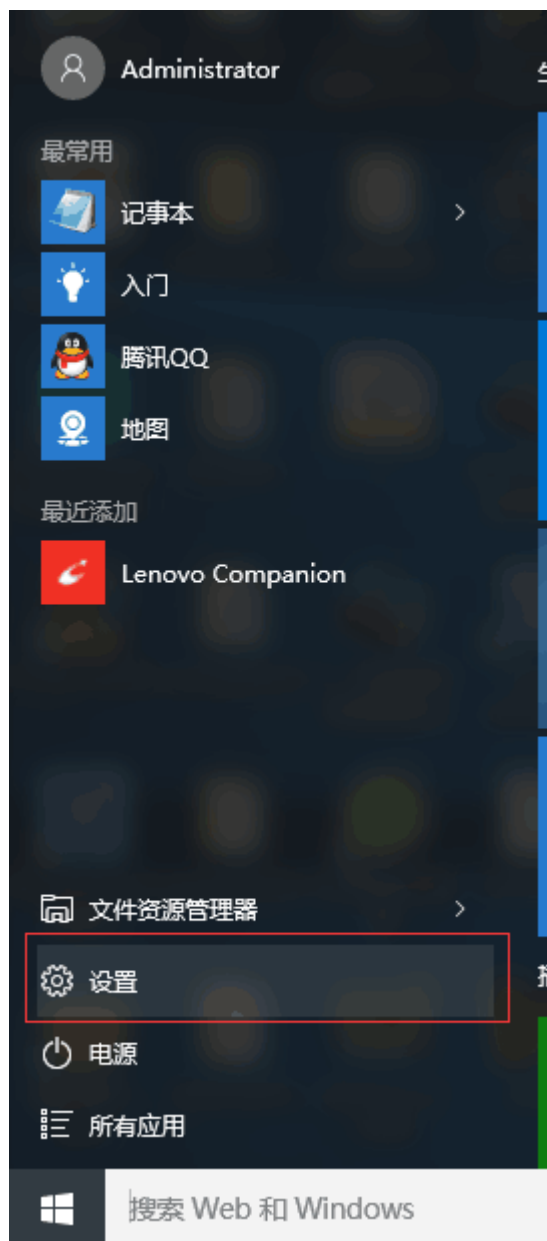 Administrator
最常用
记事本
入门
腾讯QQ
地图
最近添加
Lenovo Companion
文件资源管理器
设置
电源
所有应用
搜索 Web 和 Windows